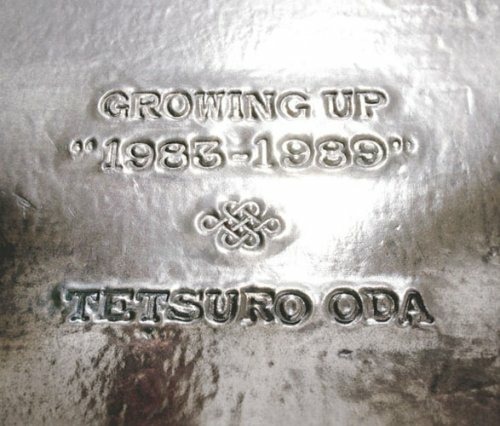 GROWING UP
"1983-1989"
TETSURO ODA